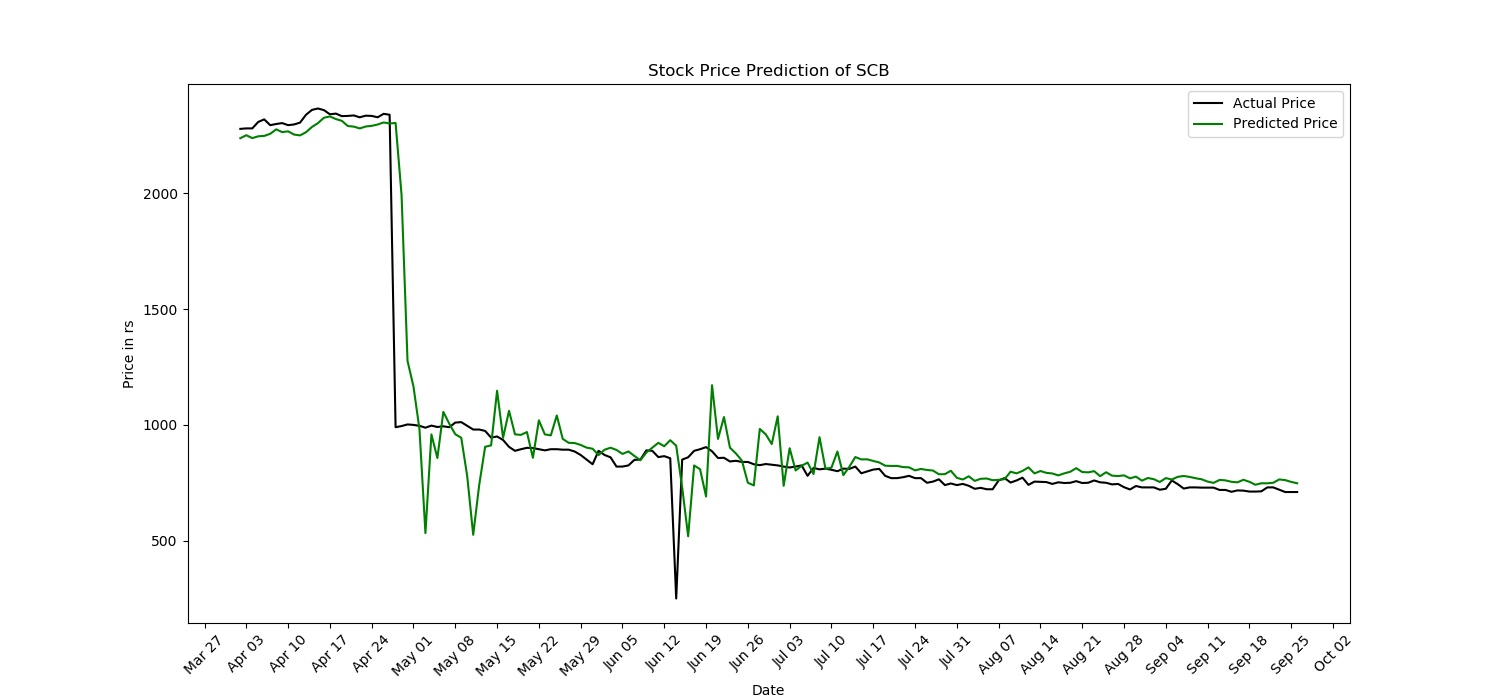 Stock Price Prediction of SCB
Actual Price
Predicted Price
Price in rs
2000
1500
1000
500
Mar 27
Apr 03
Apr 10
Apr 17
Apr 24
May 01
May 08
May 15
May 22
May 29
Jun 05
Jun 12
Jun 19
Jun 26
Jul 03
Jul 10
Jul 17
Jul 24
Jul 31
Aug 07
Aug 14
Aug 21
Aug 28
Sep 04
Sep 11
Sep 18
Sep 25
Oct 02
Date